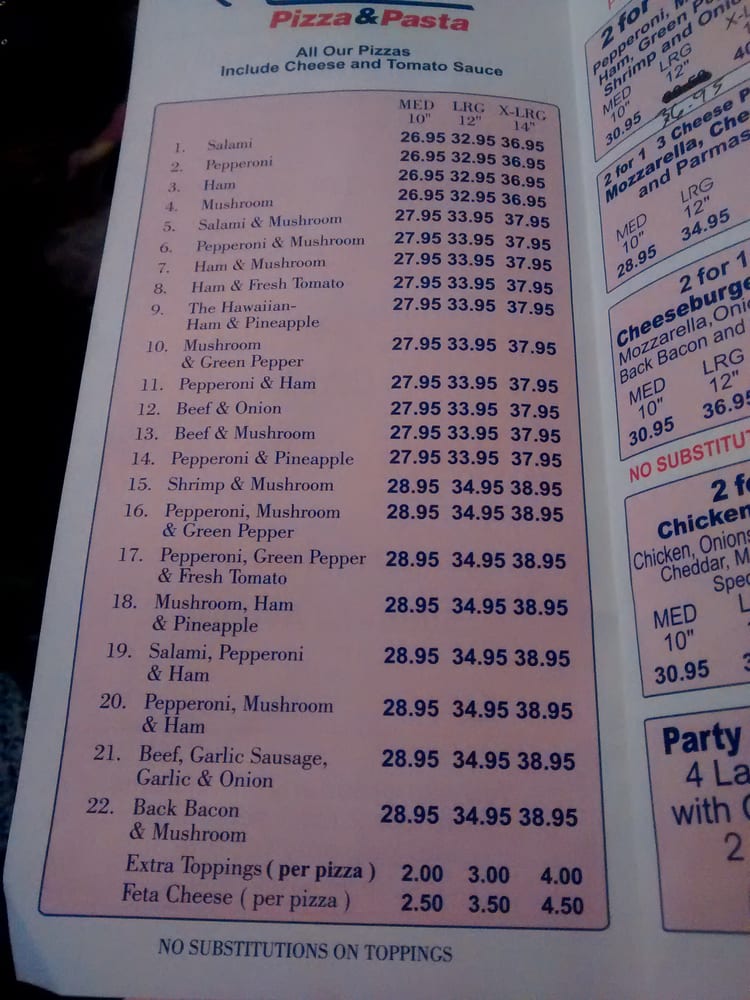 Pizza & Pasta
All Our Pizzas
Include Cheese and Tomato Sauce
MED LRG X-LRG
10" 12" 14"
1. Salami 26.95 32.95 36.95
2. Pepperoni 26.95 32.95 36.95
3. Ham 26.95 32.95 36.95
4. Mushroom 26.95 32.95 36.95
5. Salami & Mushroom 27.95 33.95 37.95
6. Pepperoni & Mushroom 27.95 33.95 37.95
7. Ham & Mushroom 27.95 33.95 37.95
8. Ham & Fresh Tomato 27.95 33.95 37.95
9. The Hawaiian- 27.95 33.95 37.95
Ham & Pineapple
10. Mushroom 27.95 33.95 37.95
& Green Pepper
11. Pepperoni & Ham 27.95 33.95 37.95
12. Beef & Onion 27.95 33.95 37.95
13. Beef & Mushroom 27.95 33.95 37.95
14. Pepperoni & Pineapple 27.95 33.95 37.95
15. Shrimp & Mushroom 28.95 34.95 38.95
16. Pepperoni, Mushroom 28.95 34.95 38.95
& Green Pepper
17. Pepperoni, Green Pepper 28.95 34.95 38.95
& Fresh Tomato
18. Mushroom, Ham 28.95 34.95 38.95
& Pineapple
19. Salami, Pepperoni 28.95 34.95 38.95
& Ham
20. Pepperoni, Mushroom 28.95 34.95 38.95
& Ham
21. Beef, Garlic Sausage, 28.95 34.95 38.95
Garlic & Onion
22. Back Bacon 28.95 34.95 38.95
& Mushroom
Extra Toppings ( per pizza ) 2.00 3.00 4.00
Feta Cheese ( per pizza ) 2.50 3.50 4.50
NO SUBSTITUTIONS ON TOPPINGS
2 for
Pepperoni,
Ham, Green
Shrimp and
MED LRG X-L
10" 12"
30.95 36.95
2 for 1 3 Cheese
Mozzarella,
and
MED LRG
10" 12"
28.95 34.95
2 for 1
Mozzarella,
Back Bacon and
MED LRG
10" 12"
30.95 36.95
NO
2
Chicken
Chicken, Onions
Cheddar,
MED
10"
30.95
Party
4
with
2